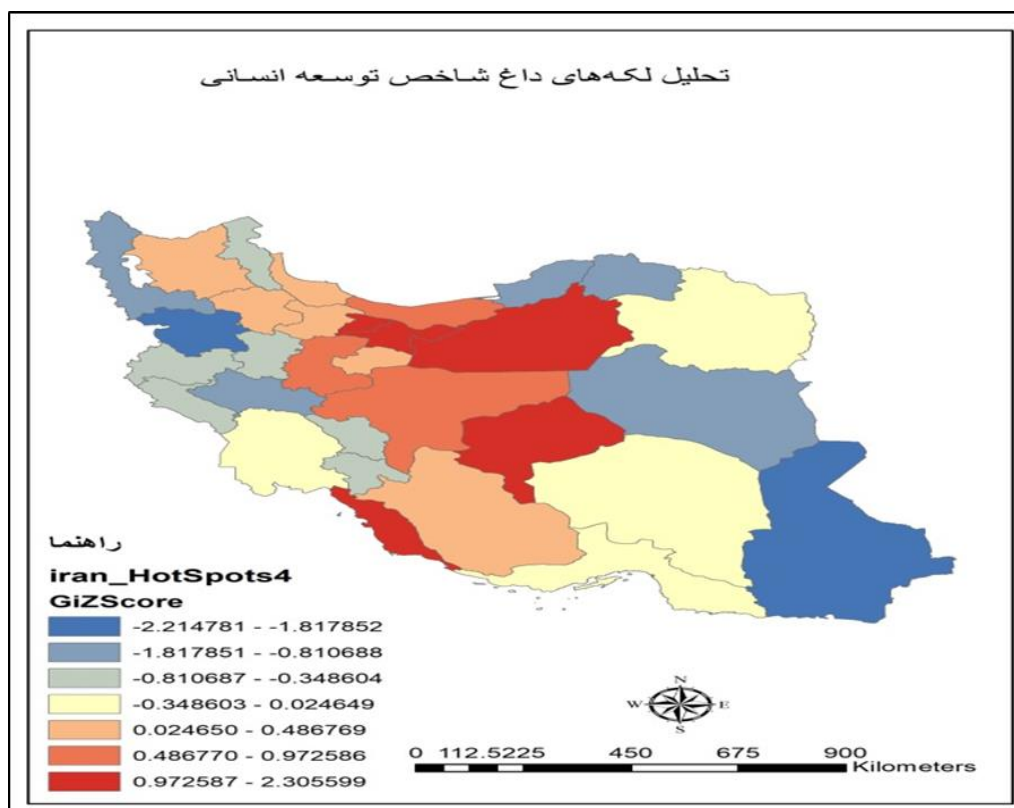 تحلیل لکه‌های داغ شاخص توسعه انسانی
راهنما
iran_HotSpots4
GiZScore
-2.214781 - -1.817852
-1.817851 - -0.810688
-0.810687 - -0.348604
-0.348603 - 0.024649
0.024650 - 0.486769
0.486770 - 0.972586
0.972587 - 2.305599
N
W E
S
0 112.5225 450 675 900
Kilometers